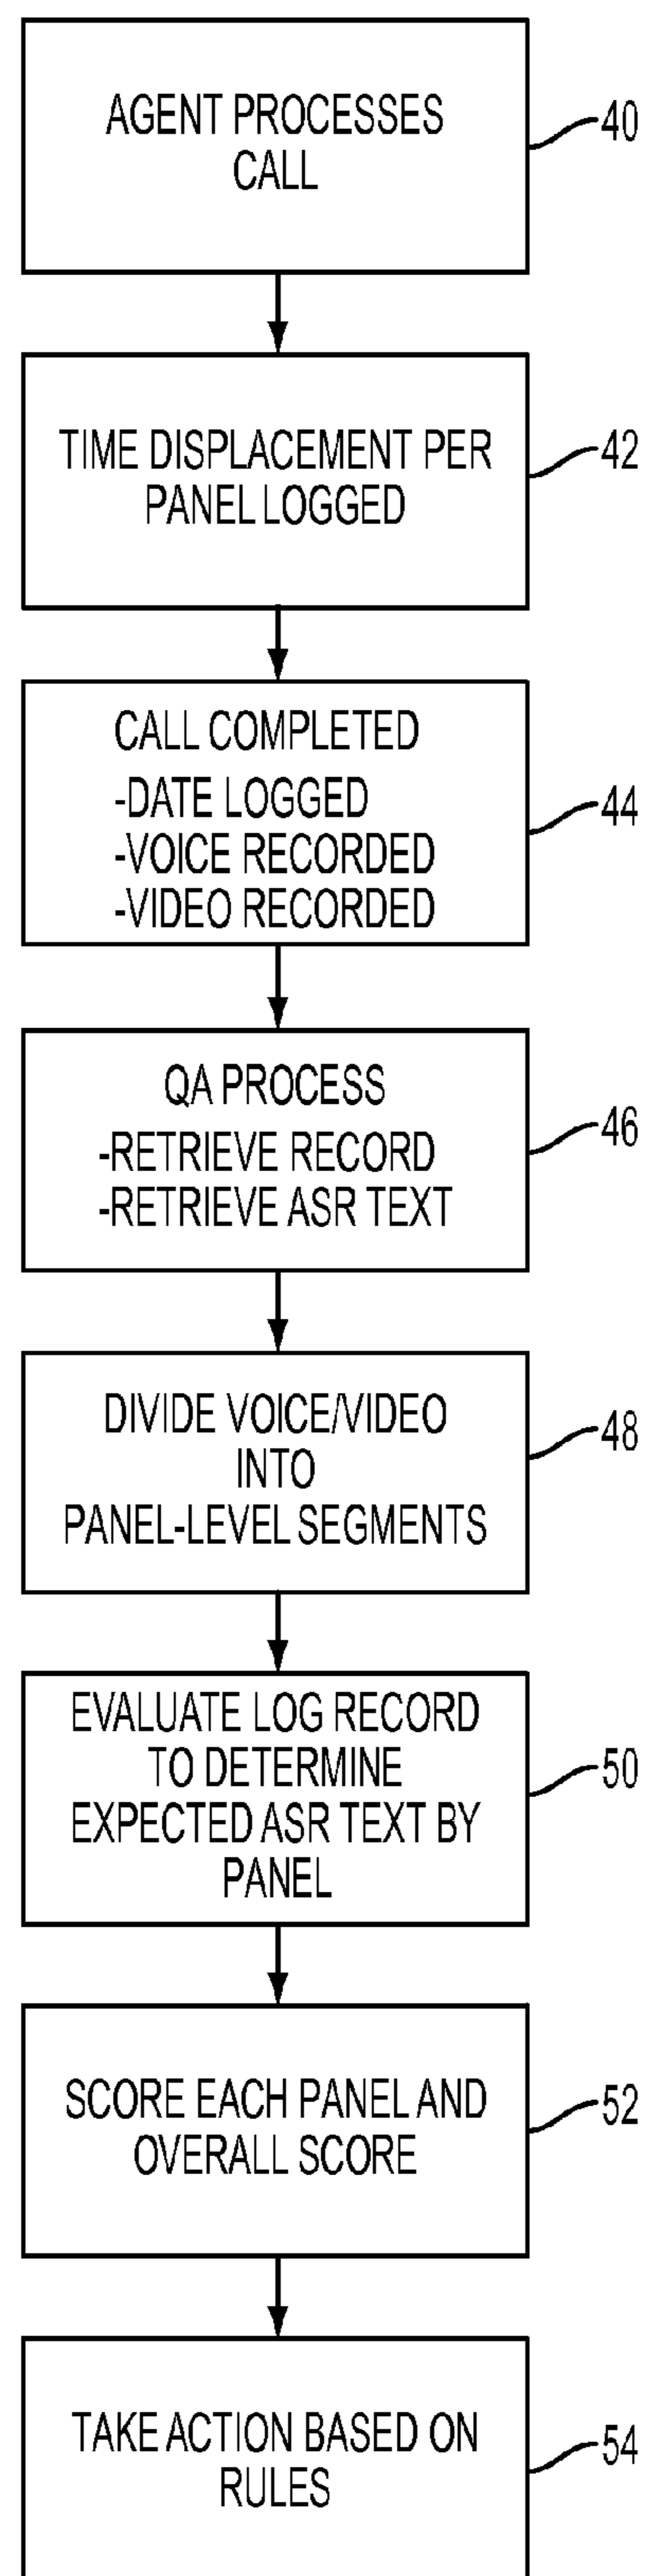 AGENT PROCESSES
CALL
40
TIME DISPLACEMENT PER
PANEL LOGGED
42
CALL COMPLETED
-DATE LOGGED
-VOICE RECORDED
-VIDEO RECORDED
44
QA PROCESS
-RETRIEVE RECORD
-RETRIEVE ASR TEXT
46
DIVIDE VOICE/VIDEO
INTO
PANEL-LEVEL SEGMENTS
48
EVALUATE LOG RECORD
TO DETERMINE
EXPECTED ASR TEXT BY
PANEL
50
SCORE EACH PANEL AND
OVERALL SCORE
52
TAKE ACTION BASED ON
RULES
54